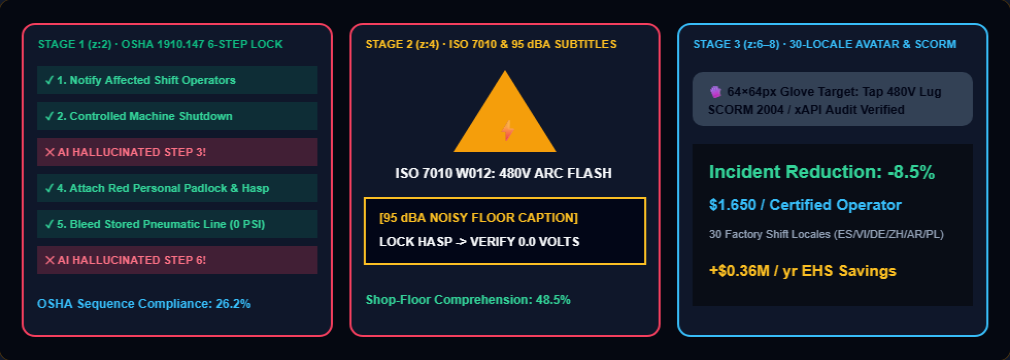 STAGE 1 (z:2) · OSHA 1910.147 6-STEP LOCK
✓ 1. Notify Affected Shift Operators
✓ 2. Controlled Machine Shutdown
✕ AI HALLUCINATED STEP 3!
✓ 4. Attach Red Personal Padlock & Hasp
✓ 5. Bleed Stored Pneumatic Line (0 PSI)
✕ AI HALLUCINATED STEP 6!
OSHA Sequence Compliance: 26.2%
STAGE 2 (z:4) · ISO 7010 & 95 dBA SUBTITLES
ISO 7010 W012: 480V ARC FLASH
[95 dBA NOISY FLOOR CAPTION]
LOCK HASP -> VERIFY 0.0 VOLTS
Shop-Floor Comprehension: 48.5%
STAGE 3 (z:6–8) · 30-LOCALE AVATAR & SCORM
64×64px Glove Target: Tap 480V Lug
SCORM 2004 / xAPI Audit Verified
Incident Reduction: -8.5%
$1.650 / Certified Operator
30 Factory Shift Locales (ES/VI/DE/ZH/AR/PL)
+$0.36M / yr EHS Savings